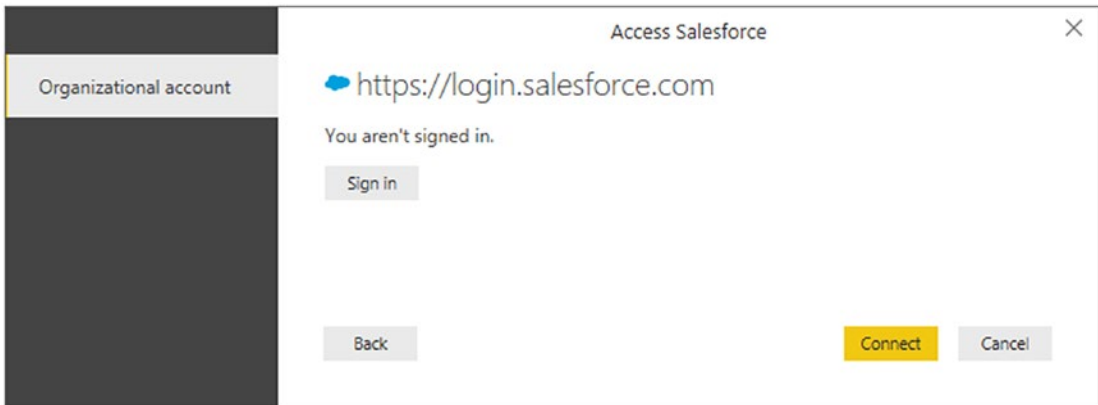 Access Salesforce
Organizational account
https://login.salesforce.com
You aren't signed in.
Sign in
Back
Connect
Cancel